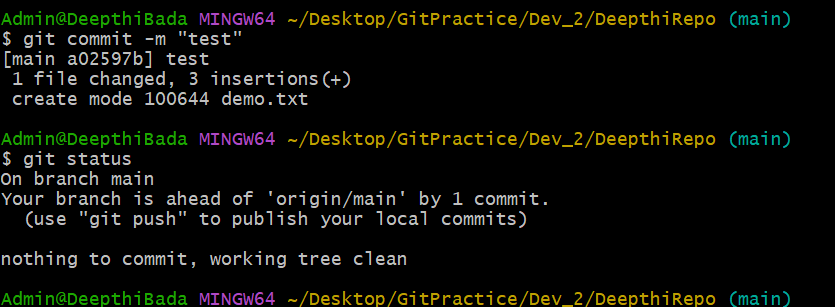 Admin@DeepthiBada MINGW64 ~/Desktop/GitPractice/Dev_2/DeepthiRepo (main)
$ git commit -m "test"
[main a02597b] test
 1 file changed, 3 insertions(+)
 create mode 100644 demo.txt

Admin@DeepthiBada MINGW64 ~/Desktop/GitPractice/Dev_2/DeepthiRepo (main)
$ git status
On branch main
Your branch is ahead of 'origin/main' by 1 commit.
  (use "git push" to publish your local commits)

nothing to commit, working tree clean

Admin@DeepthiBada MINGW64 ~/Desktop/GitPractice/Dev_2/DeepthiRepo (main)